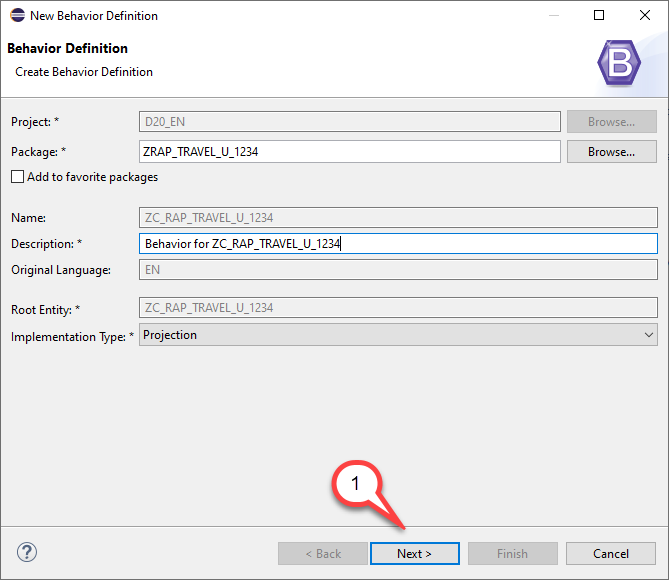 New Behavior Definition
Behavior Definition
Create Behavior Definition
B
Project: * D20_EN Browse...
Package: * ZRAP_TRAVEL_U_1234 Browse...
Add to favorite packages
Name: ZC_RAP_TRAVEL_U_1234
Description: * Behavior for ZC_RAP_TRAVEL_U_1234
Original Language: EN
Root Entity: * ZC_RAP_TRAVEL_U_1234
Implementation Type: * Projection
1
? < Back Next > Finish Cancel